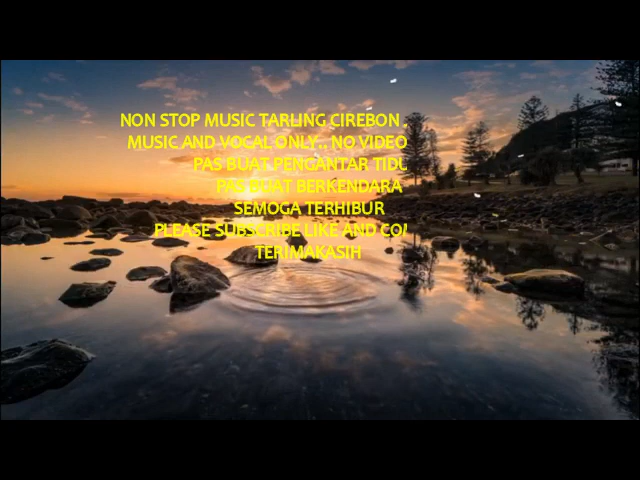 NON STOP MUSIC TARLING CIREBON
MUSIC AND VOCAL ONLY.. NO VIDEO
PAS BUAT PENGANTAR
PAS BUAT BERKENDARA
SEMOGA TERHIBUR
PLEASE SUBSCRIBE LIKE AND
TERIMAKASIH